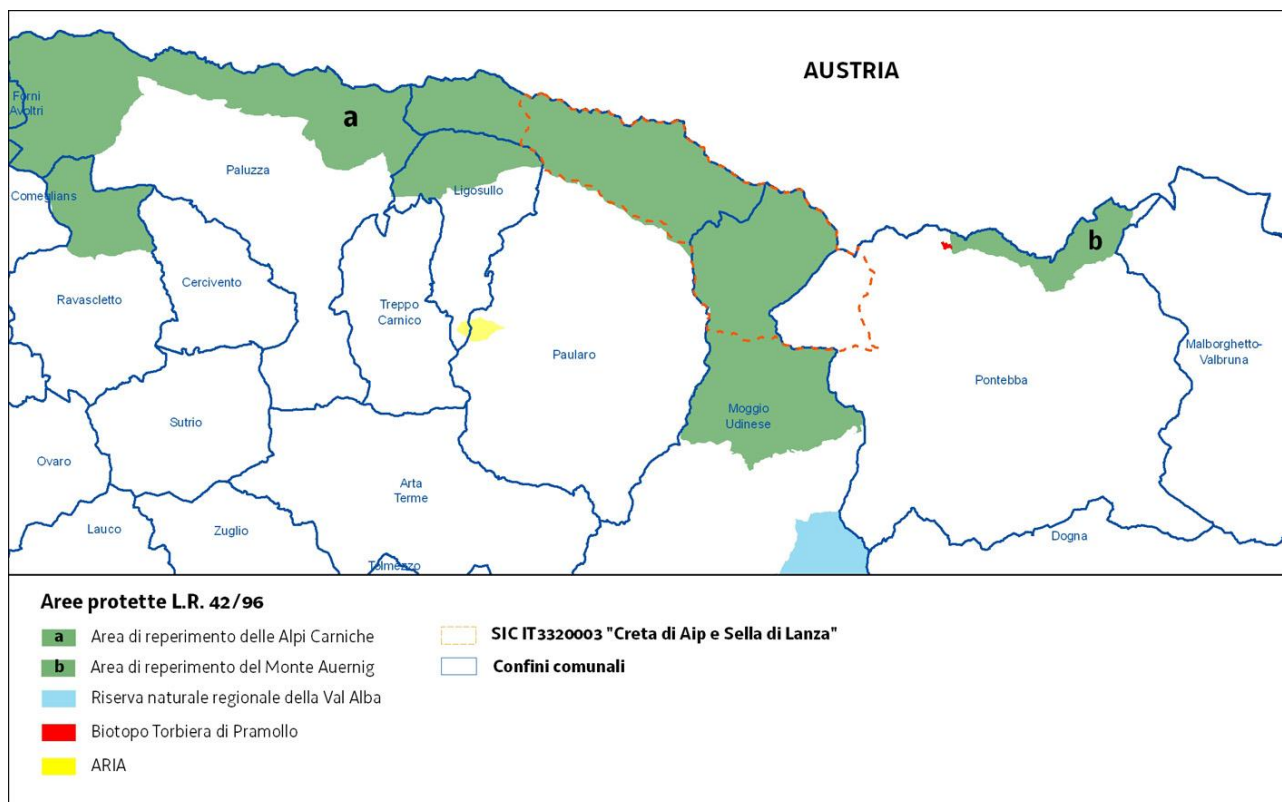 AUSTRIA
Forni
Avoltri
a
Paluzza
Comeglians
Ligosullo
b
Ravascletto
Cercivento
Treppo
Carnico
Paularo
Malborghetto-
Valbruna
Pontebba
Moggio
Udinese
Sutrio
Ovaro
Arta
Terme
Lauco
Zuglio
Dogna
Tolmezzo
Aree protette L.R. 42/96
a Area di reperimento delle Alpi Carniche
b Area di reperimento del Monte Auernig
Riserva naturale regionale della Val Alba
Biotopo Torbiera di Pramollo
ARIA
SIC IT3320003 "Creta di Aip e Sella di Lanza"
Confini comunali